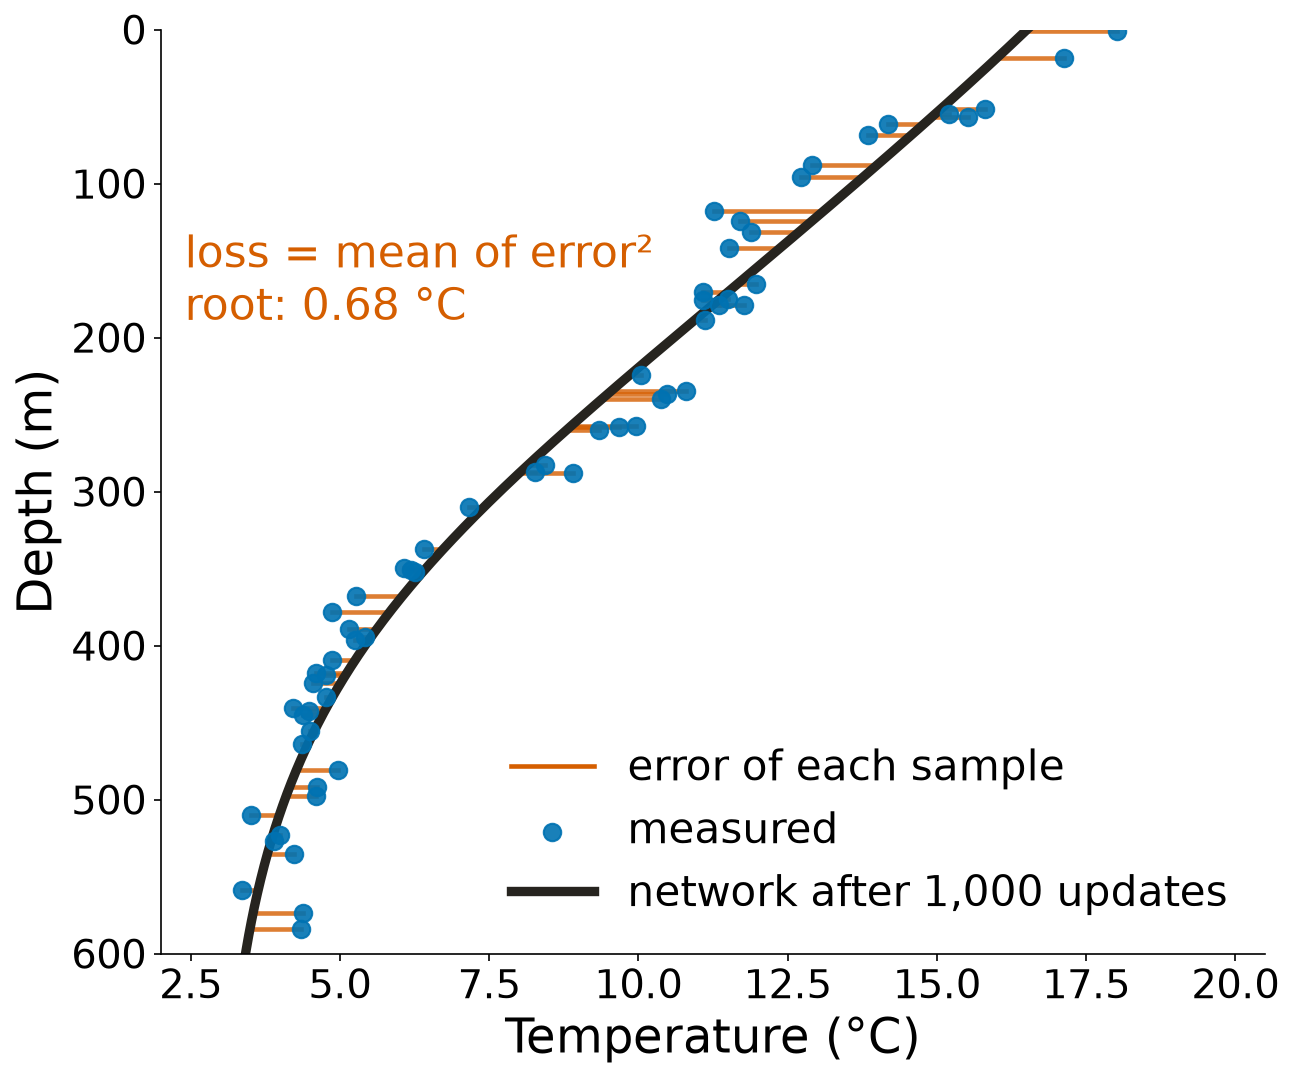 0
100
200
300
400
500
600
Depth (m)
loss = mean of error²
root: 0.68 °C
error of each sample
measured
network after 1,000 updates
2.5 5.0 7.5 10.0 12.5 15.0 17.5 20.0
Temperature (°C)